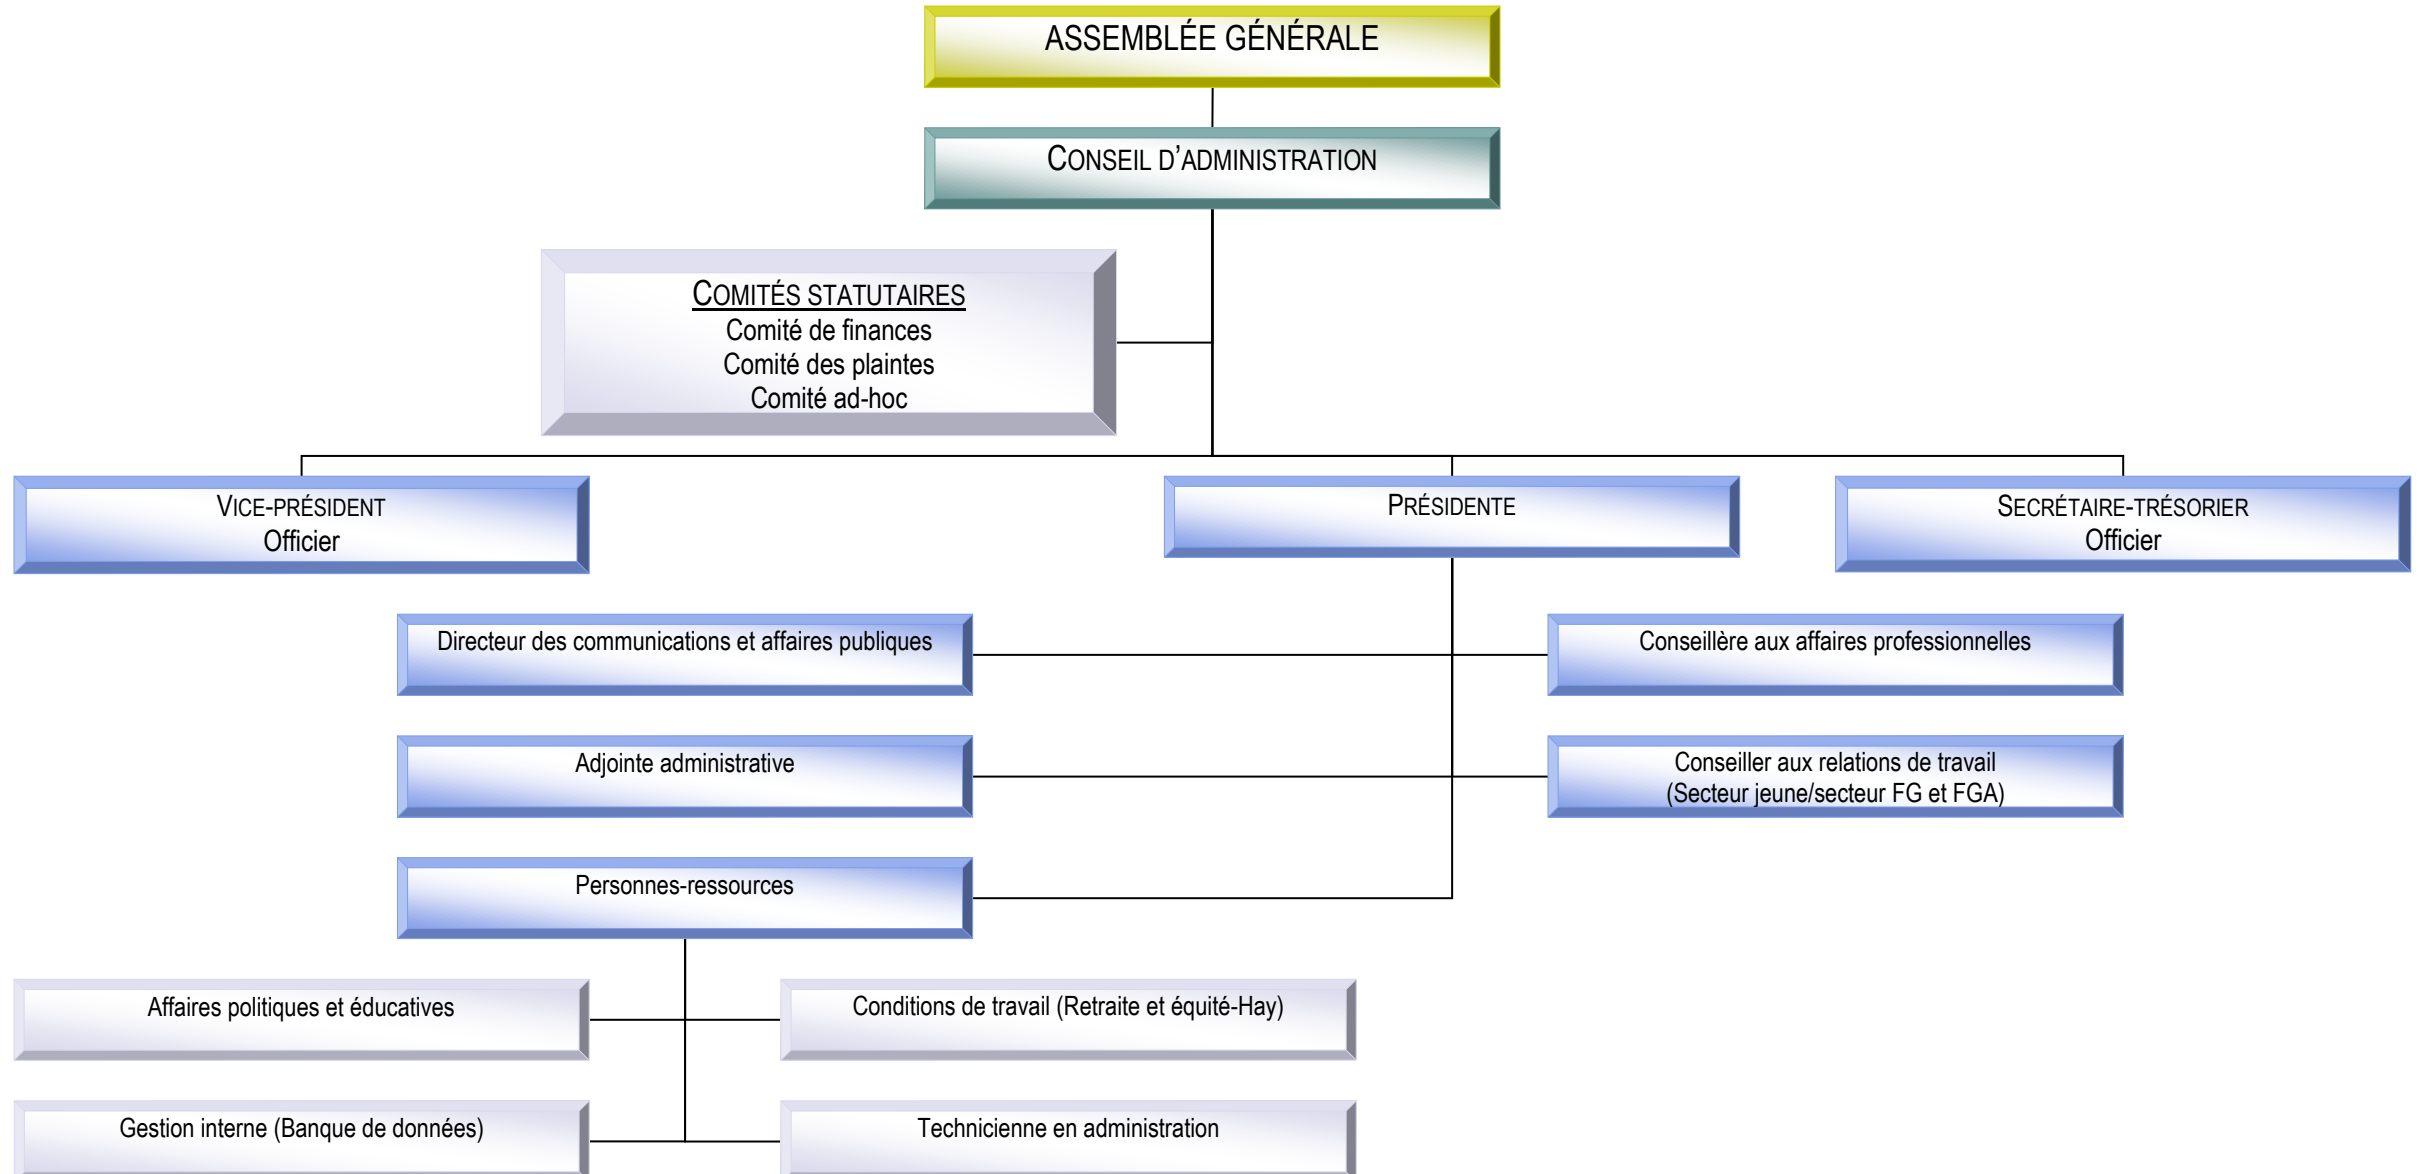 ASSEMBLÉE GÉNÉRALE
CONSEIL D’ADMINISTRATION
COMITÉS STATUTAIRES
Comité de finances
Comité des plaintes
Comité ad-hoc
VICE-PRÉSIDENT
Officier
PRÉSIDENTE
SECRÉTAIRE-TRÉSORIER
Officier
Directeur des communications et affaires publiques
Conseillère aux affaires professionnelles
Adjointe administrative
Conseiller aux relations de travail
(Secteur jeune/secteur FG et FGA)
Personnes-ressources
Affaires politiques et éducatives
Conditions de travail (Retraite et équité-Hay)
Gestion interne (Banque de données)
Technicienne en administration